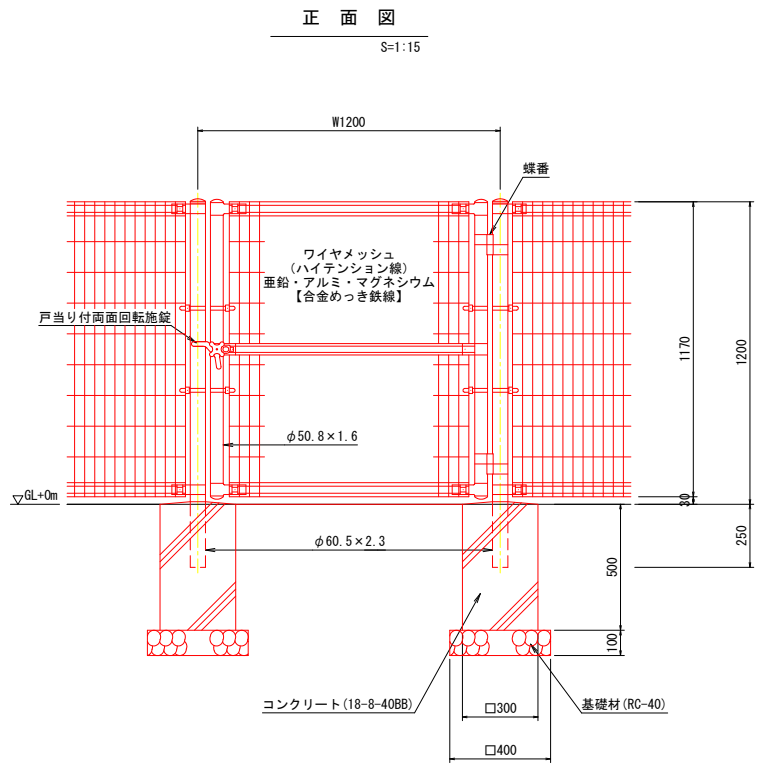 正面図
S=1:15
W1200
蝶番
ワイヤメッシュ
(ハイテンション線)
亜鉛・アルミ・マグネシウム
【合金めっき鉄線】
戸当り付両面回転施錠
1170
1200
φ50.8×1.6
▽GL+0m
30
φ60.5×2.3
250
500
100
コンクリート(18-8-40BB)
□300
基礎材(RC-40)
□400